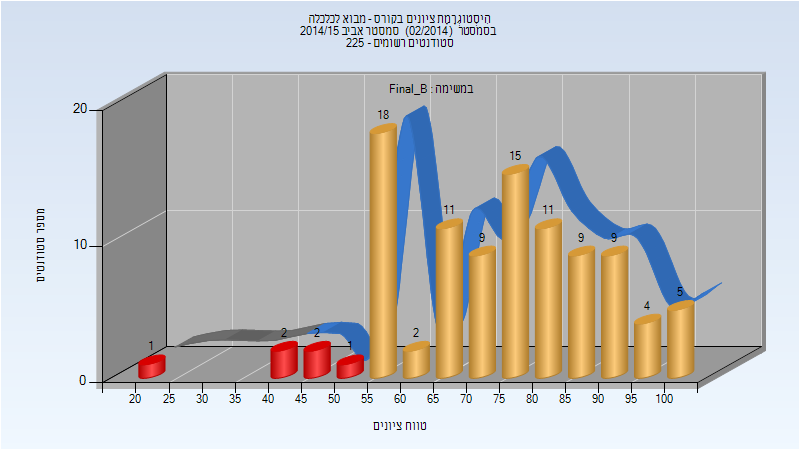 היסטוגרמת ציונים בקורס - מבוא לכלכלה
בסמסטר (02/2014) סמסטר אביב 2014/15
סטודנטים רשומים - 225
במשימה : Final_B
מספר סטודנטים
20
10
0
1
2
2
1
18
2
11
9
15
11
9
9
4
5
20 25 30 35 40 45 50 55 60 65 70 75 80 85 90 95 100
טווח ציונים